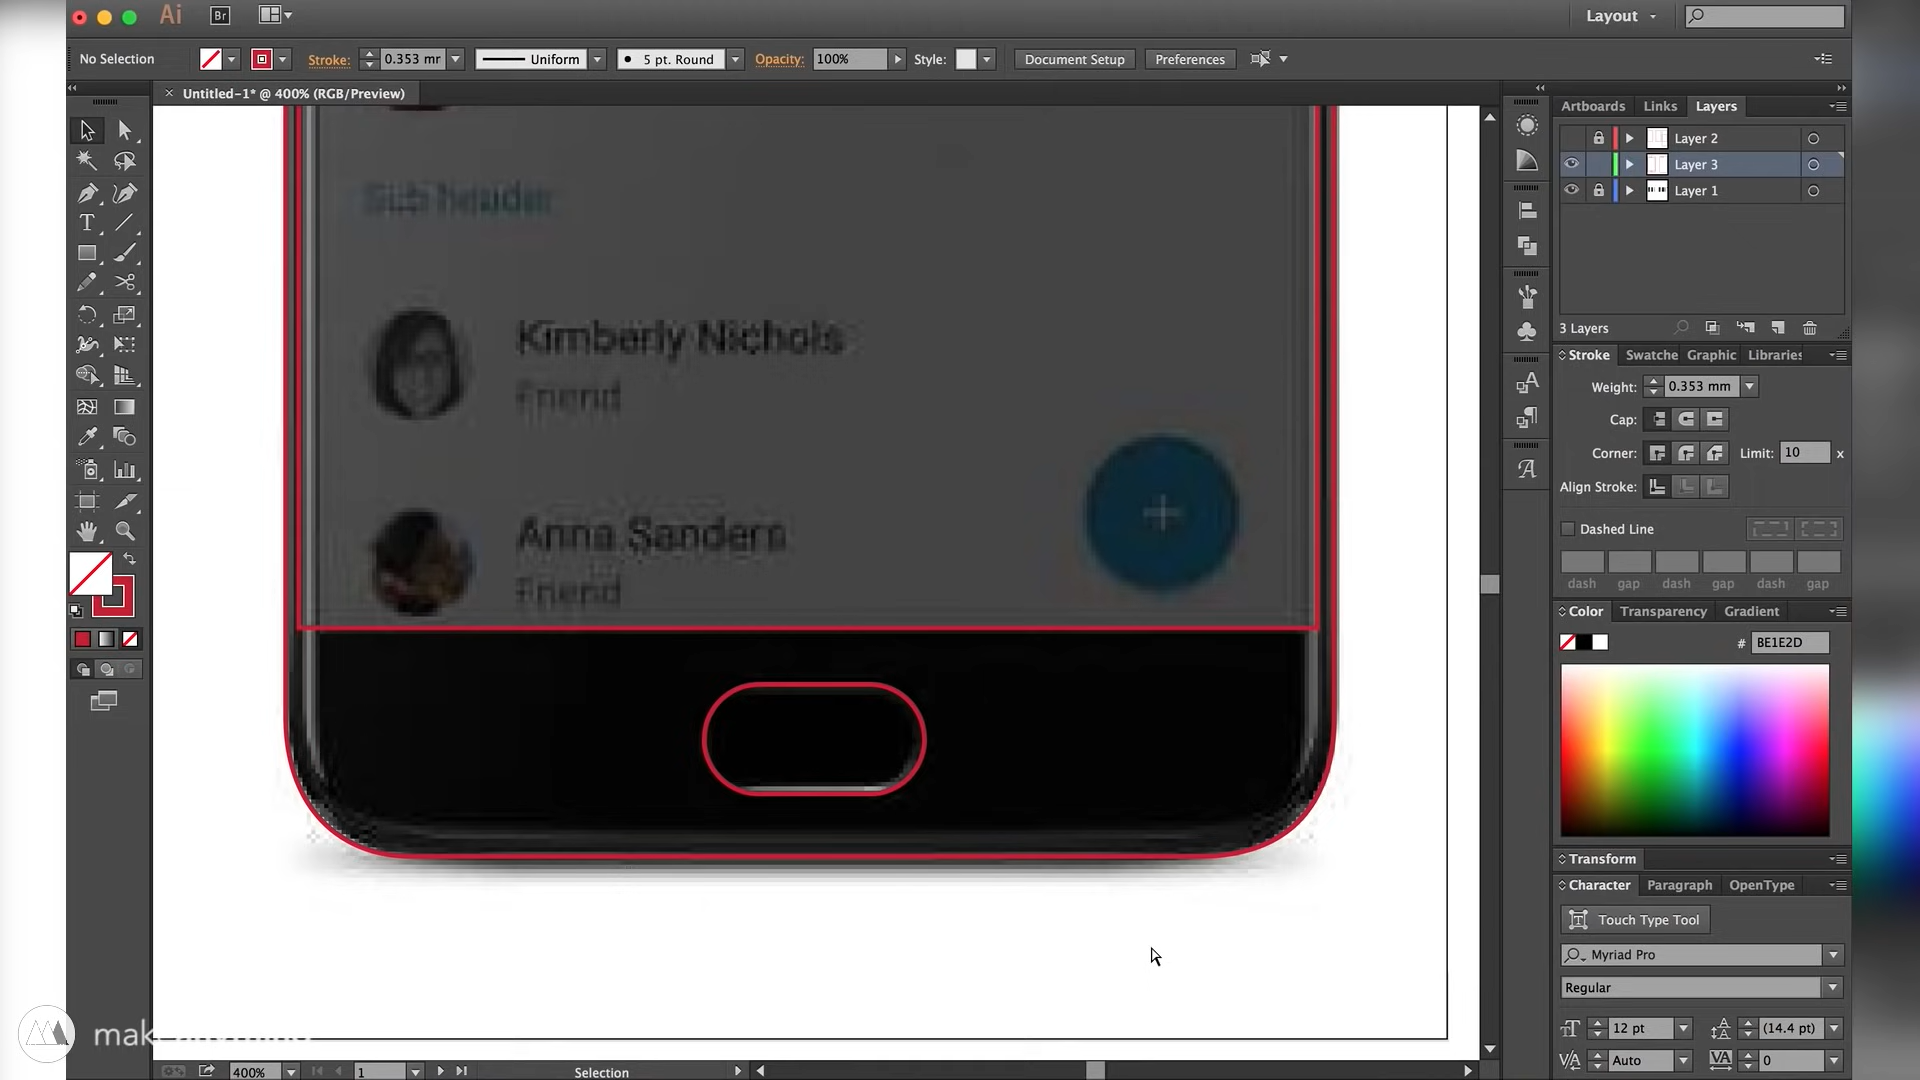 Ai
Br
Layout
No Selection
Stroke:
0.353 mr
Uniform
5 pt. Round
Opacity:
100%
Style:
Document Setup
Preferences
Untitled-1* @ 400% (RGB/Preview)
Artboards
Links
Layers
Layer 2
Layer 3
Layer 1
3 Layers
Sub header
Kimberly Nichols
Friend
Anna Sanders
Friend
Stroke
Swatche
Graphic
Libraries
Weight:
0.353 mm
Cap:
Corner:
Limit:
10
x
Align Stroke:
Dashed Line
dash
gap
dash
gap
dash
gap
Color
Transparency
Gradient
#
BE1E2D
Transform
Character
Paragraph
OpenType
Touch Type Tool
Myriad Pro
Regular
12 pt
(14.4 pt)
Auto
0
400%
1
Selection